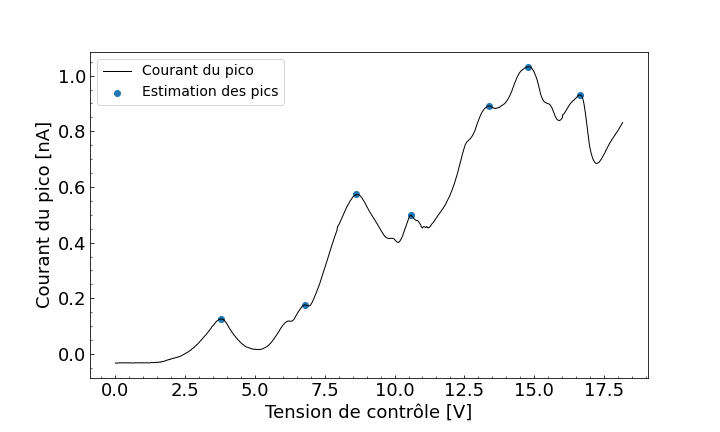 Courant du pico
Estimation des pics
Courant du pico [nA]
1.0
0.8
0.6
0.4
0.2
0.0
0.0 2.5 5.0 7.5 10.0 12.5 15.0 17.5
Tension de contrôle [V]